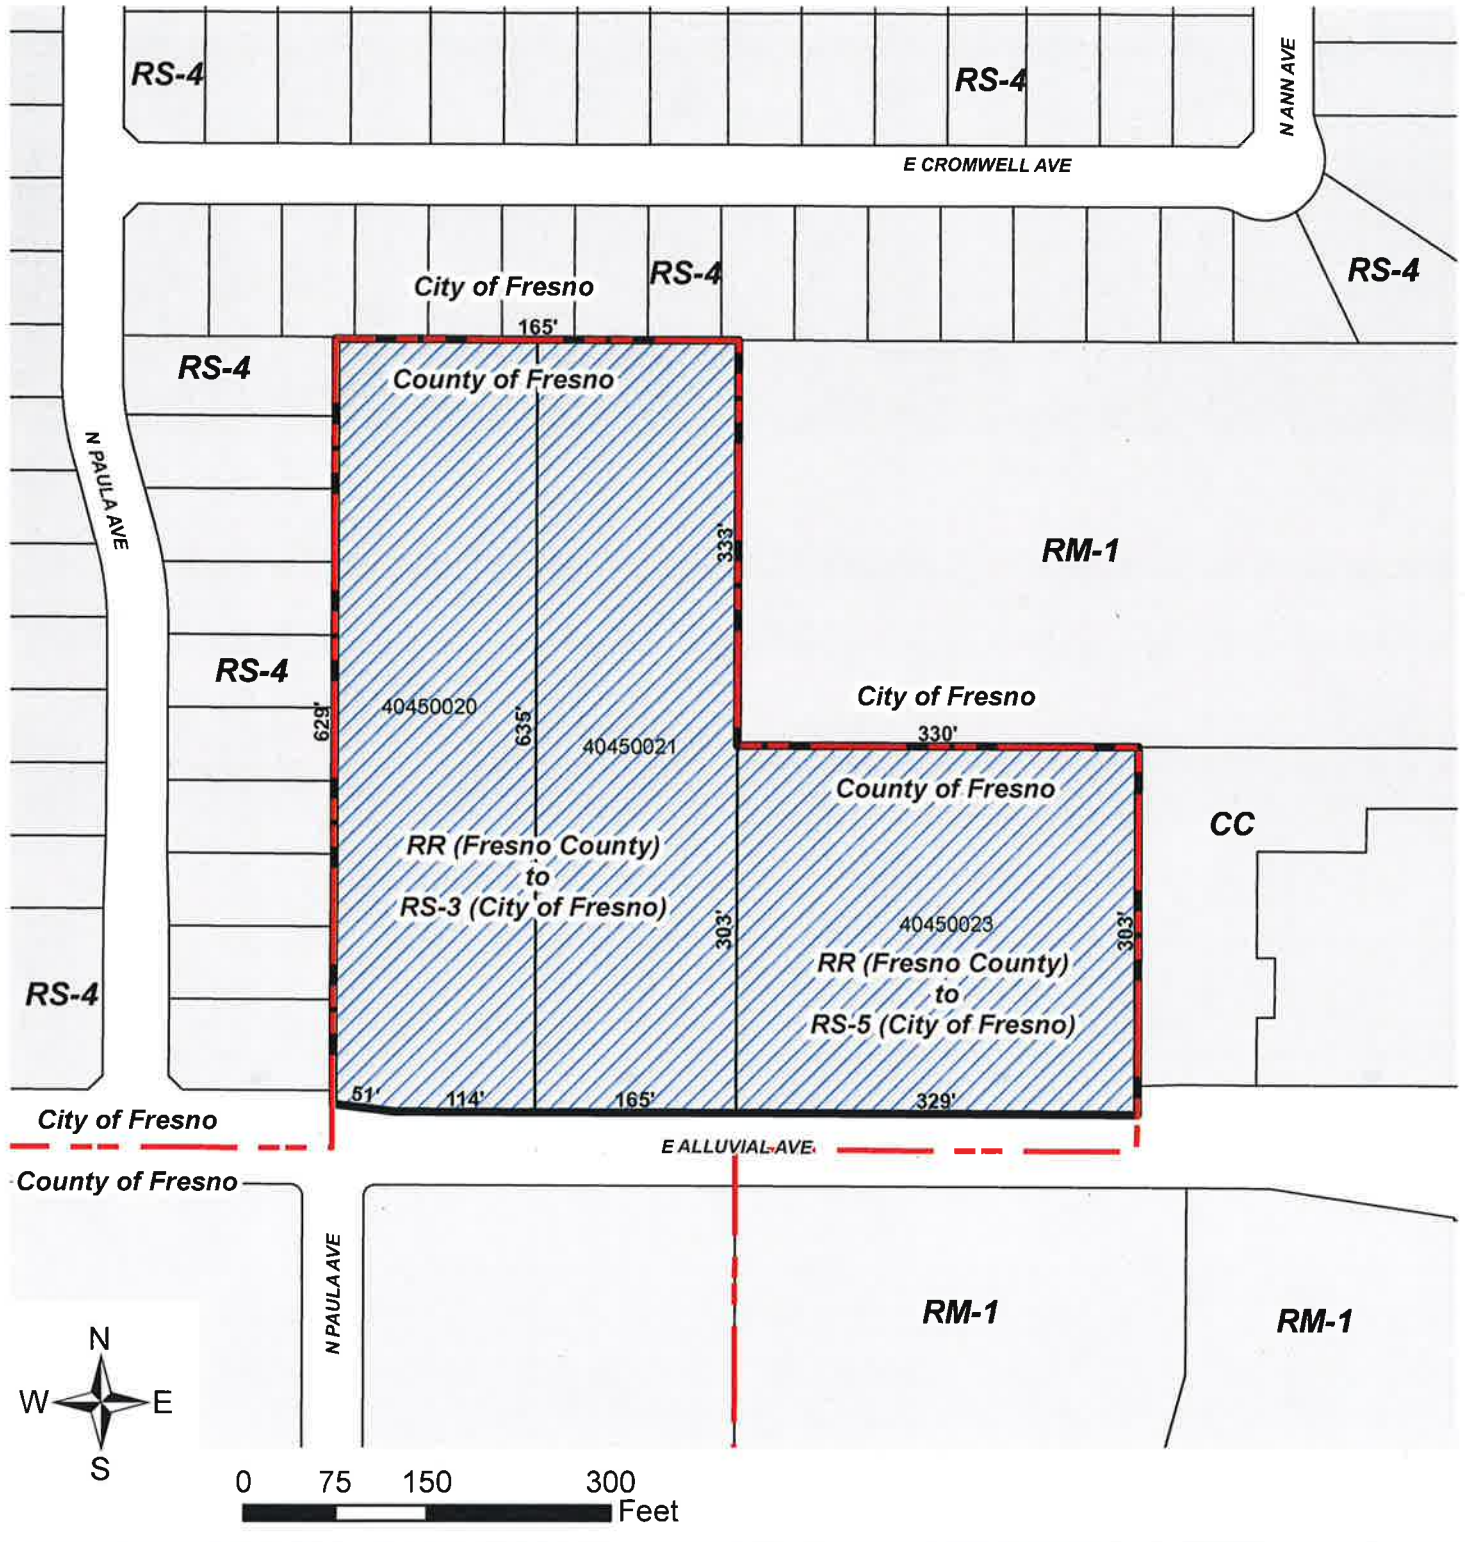 RS-4
RS-4
N ANN AVE
E CROMWELL AVE
City of Fresno
RS-4
RS-4
165'
RS-4
County of Fresno
N PAULA AVE
333'
RM-1
RS-4
City of Fresno
629'
40450020
635'
40450021
330'
County of Fresno
CC
RR (Fresno County)
to
RS-3 (City of Fresno)
303'
40450023
303'
RR (Fresno County)
to
RS-5 (City of Fresno)
RS-4
51'
114'
165'
329'
City of Fresno
E ALLUVIAL AVE
County of Fresno
N PAULA AVE
RM-1
RM-1
N
W E
S
0 75 150 300
Feet